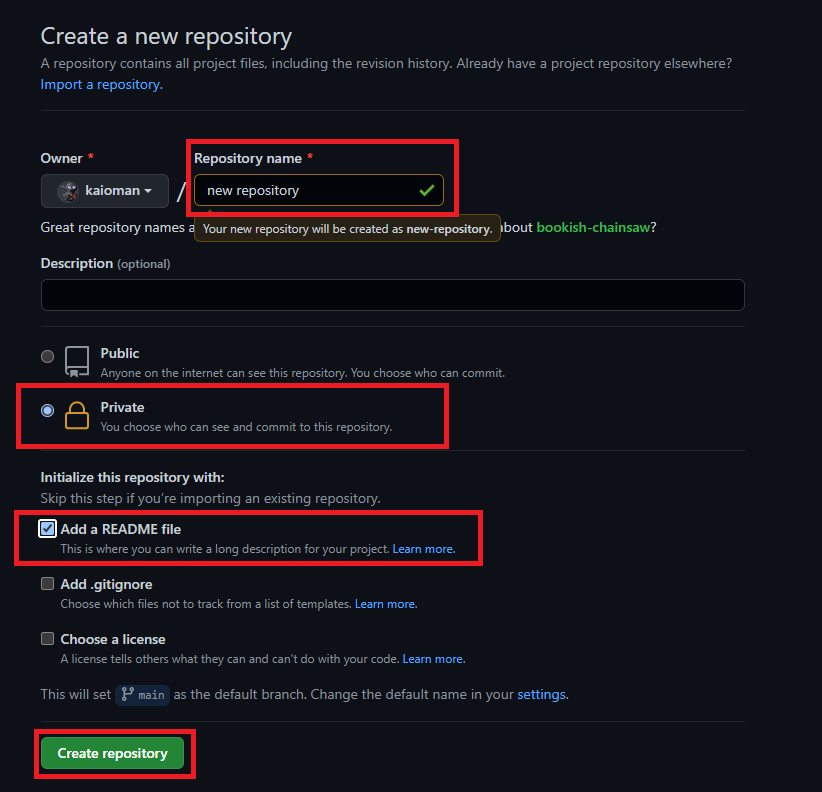 Create a new repository
A repository contains all project files, including the revision history. Already have a project repository elsewhere?
Import a repository.
Owner *
Repository name *
kaioman
/
new repository
Great repository names a
Your new repository will be created as new-repository.
bout bookish-chainsaw?
Description (optional)
Public
Anyone on the internet can see this repository. You choose who can commit.
Private
You choose who can see and commit to this repository.
Initialize this repository with:
Skip this step if you're importing an existing repository.
Add a README file
This is where you can write a long description for your project. Learn more.
Add .gitignore
Choose which files not to track from a list of templates. Learn more.
Choose a license
A license tells others what they can and can't do with your code. Learn more.
This will set main as the default branch. Change the default name in your settings.
Create repository